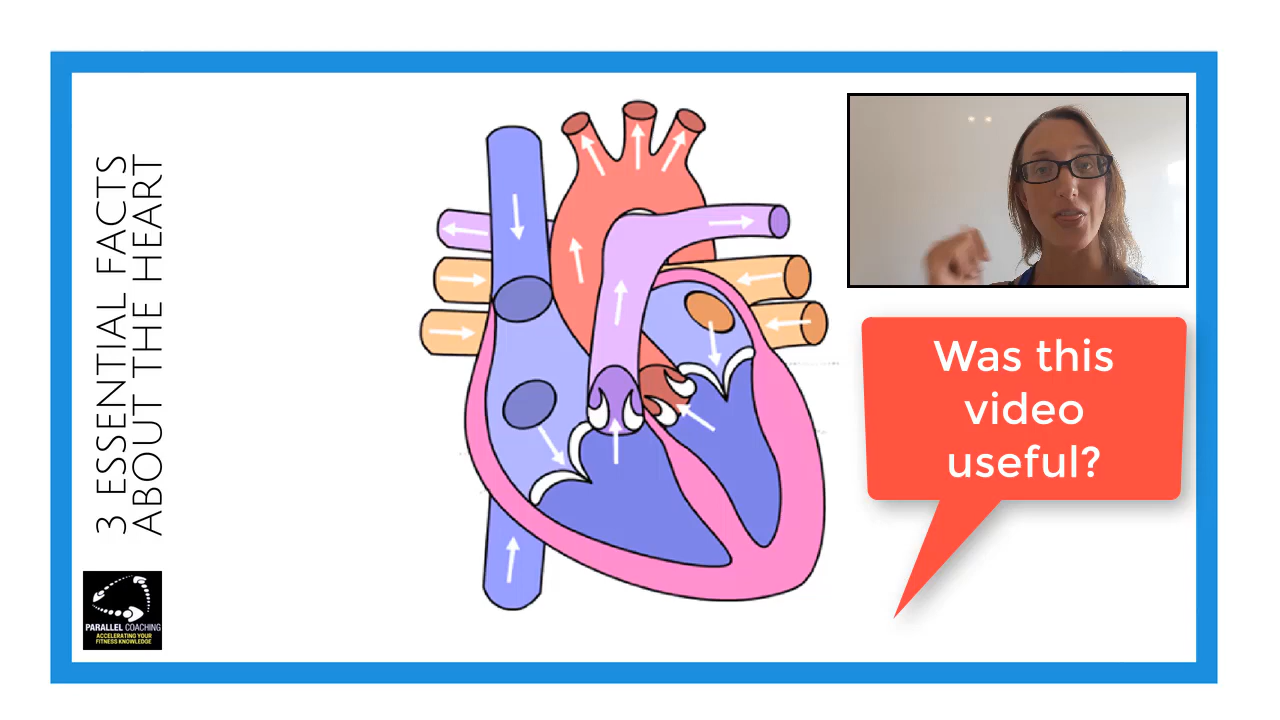 3 ESSENTIAL FACTS
ABOUT THE HEART
Was this
video
useful?
PARALLEL COACHING
ACCELERATING YOUR
FITNESS KNOWLEDGE